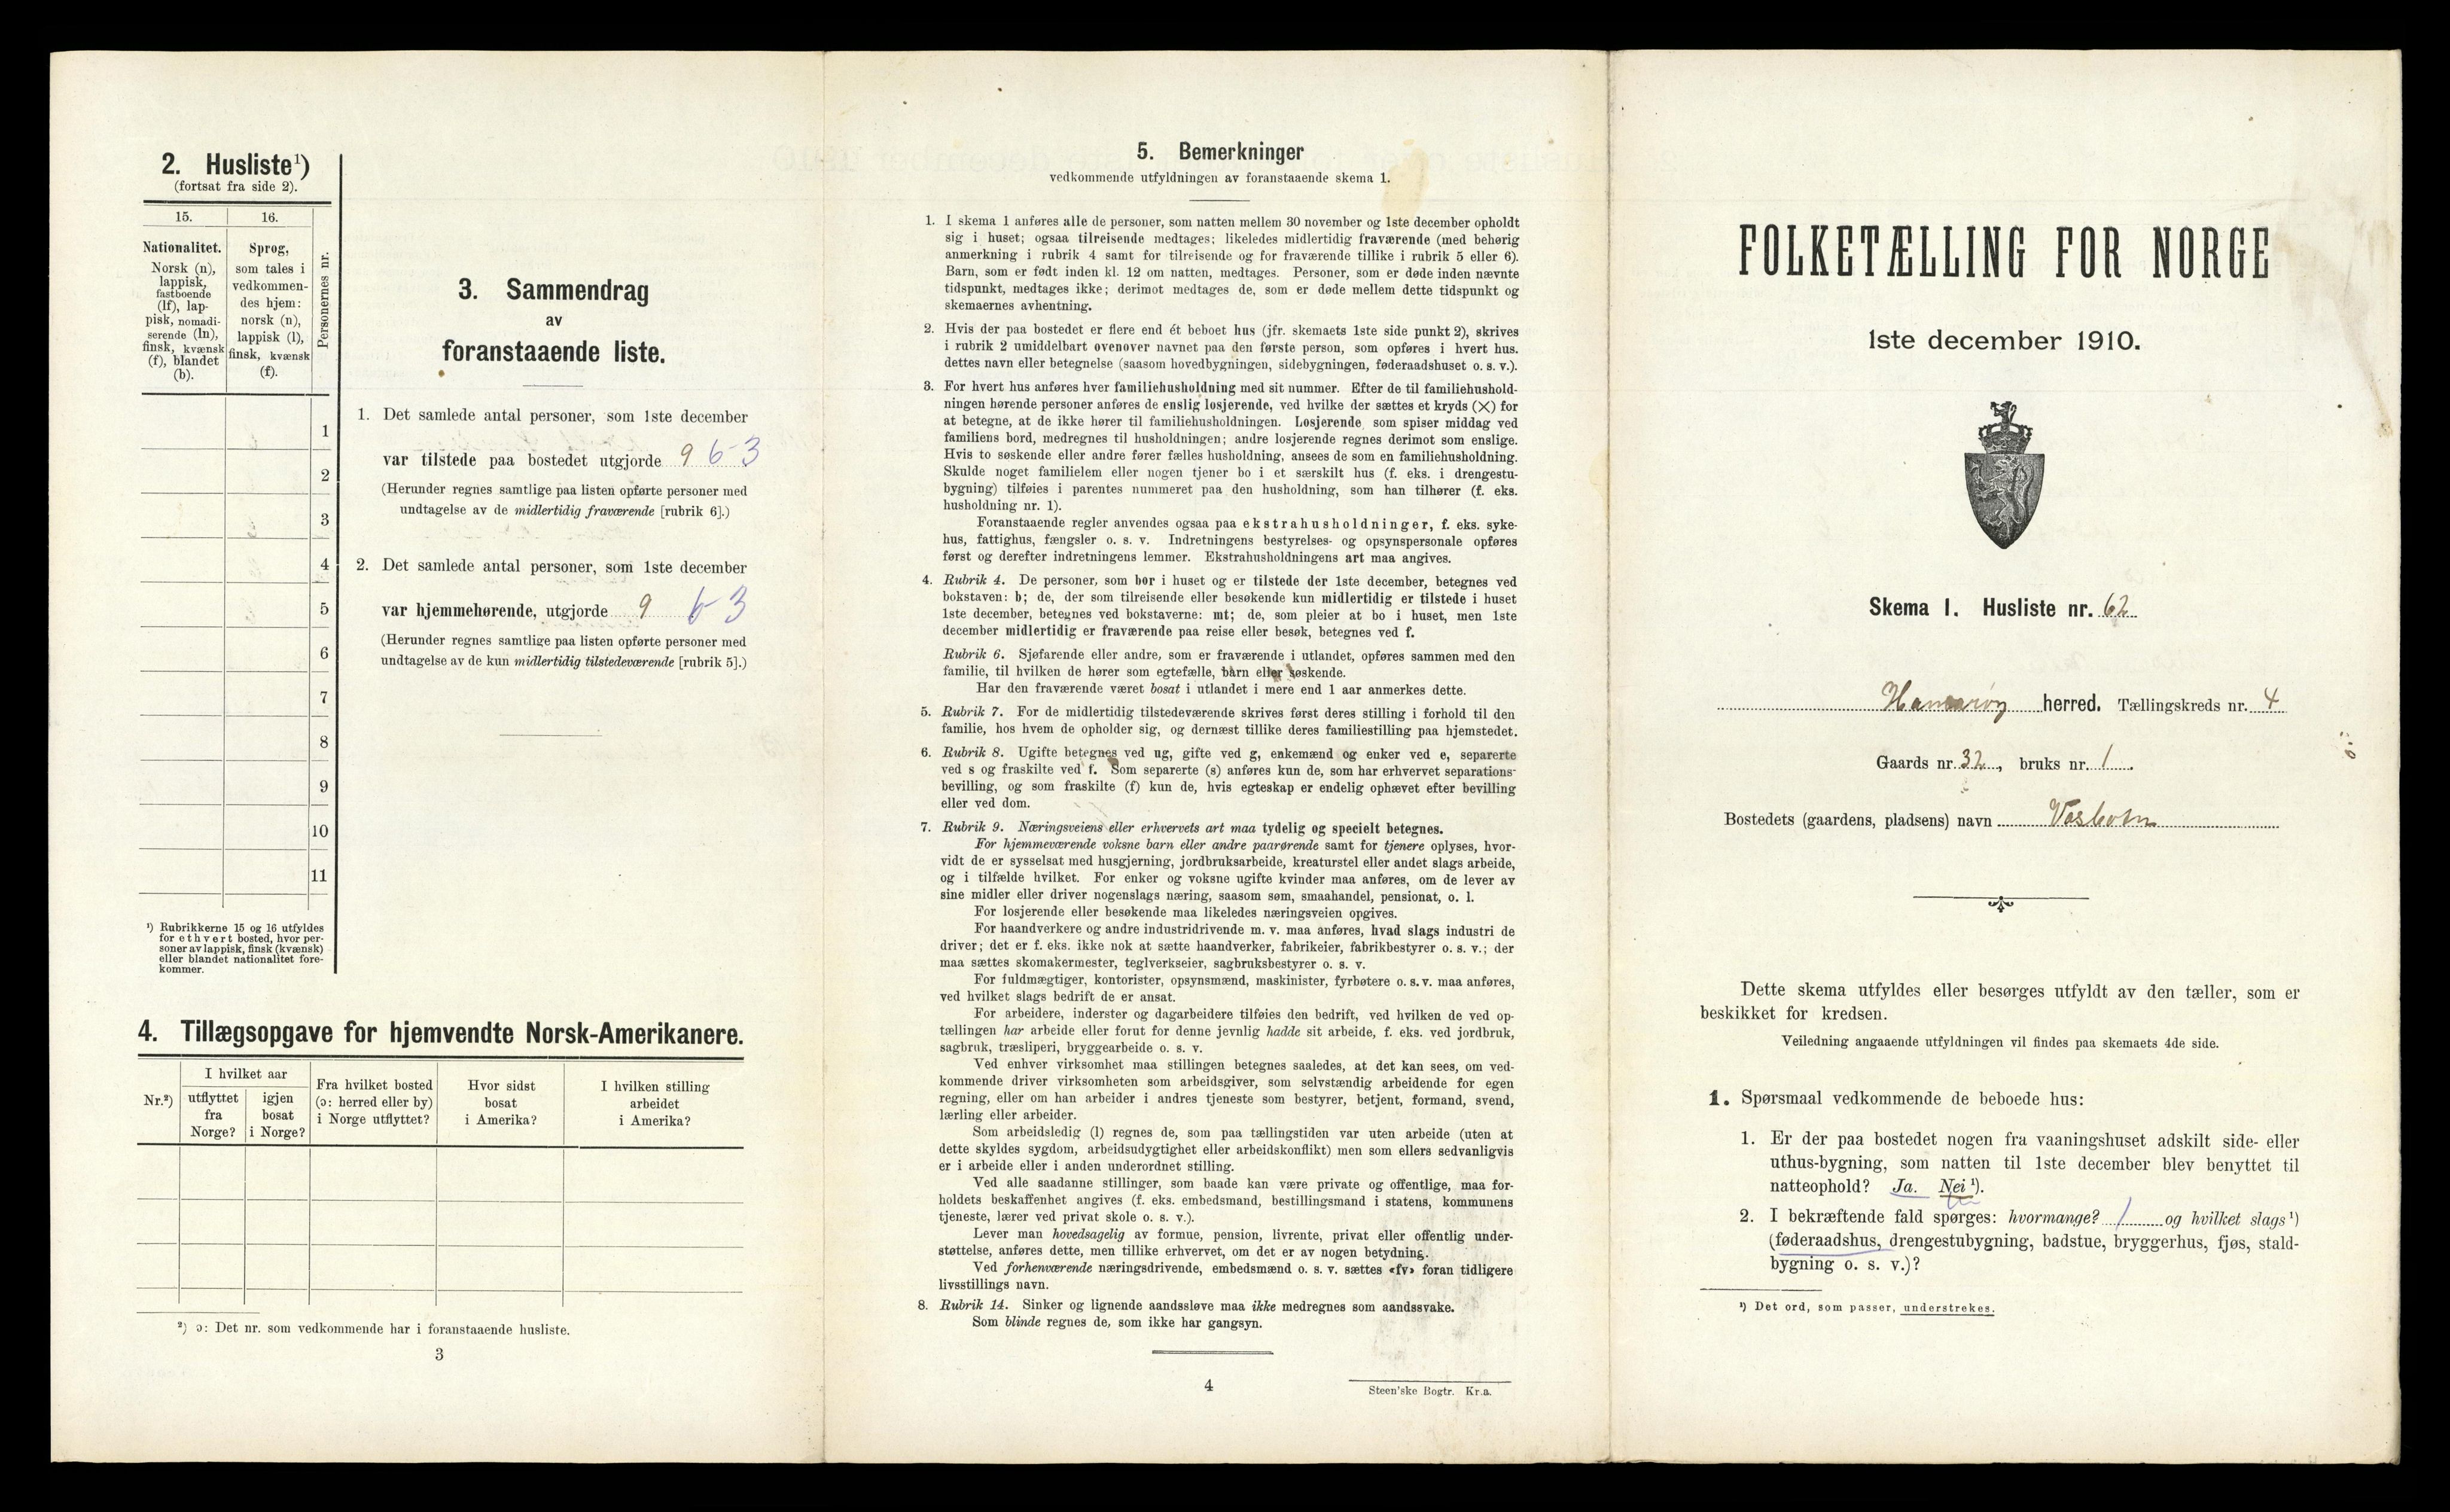 2. Husliste¹)
(fortsat fra side 2).
15.
16.
Personernes nr.
Nationalitet.
Norsk (n),
lappisk,
fastboende
(lf), lap-
pisk, nomadi-
serende (ln),
finsk, kvænsk
(f), blandet
(b).
Sprog,
som tales i
vedkommen-
des hjem:
norsk (n),
lappisk (l),
finsk, kvænsk
(f).
1
2
3
4
5
6
7
8
9
10
11
¹) Rubrikkerne 15 og 16 utfyldes
for ethvert bosted, hvor per-
soner av lappisk, finsk (kvænsk)
eller blandet nationalitet fore-
kommer.
3. Sammendrag
av
foranstaaende liste.
1. Det samlede antal personer, som 1ste december
var tilstede paa bostedet utgjorde 9 6-3
(Herunder regnes samtlige paa listen opførte personer med
undtagelse av de midlertidig fraværende [rubrik 6].)
2. Det samlede antal personer, som 1ste december
var hjemmehørende, utgjorde 9 6-3
(Herunder regnes samtlige paa listen opførte personer med
undtagelse av de kun midlertidig tilstedeværende [rubrik 5].)
4. Tillægsopgave for hjemvendte Norsk-Amerikanere.
Nr.²)
I hvilket aar
utflyttet
fra
Norge?
igjen
bosat
i Norge?
Fra hvilket bosted
(ɔ: herred eller by)
i Norge utflyttet?
Hvor sidst
bosat
i Amerika?
I hvilken stilling
arbeidet
i Amerika?
²) ɔ: Det nr. som vedkommende har i foranstaaende husliste.
3
5. Bemerkninger
vedkommende utfyldningen av foranstaaende skema 1.
1. I skema 1 anføres alle de personer, som natten mellem 30 november og 1ste december opholdt
sig i huset; ogsaa tilreisende medtages; likeledes midlertidig fraværende (med behørig
anmerkning i rubrik 4 samt for tilreisende og for fraværende tillike i rubrik 5 eller 6).
Barn, som er født inden kl. 12 om natten, medtages. Personer, som er døde inden nævnte
tidspunkt, medtages ikke; derimot medtages de, som er døde mellem dette tidspunkt og
skemaernes avhentning.
2. Hvis der paa bostedet er flere end ét beboet hus (jfr. skemaets 1ste side punkt 2), skrives
i rubrik 2 umiddelbart ovenover navnet paa den første person, som opføres i hvert hus.
dettes navn eller betegnelse (saasom hovedbygningen, sidebygningen, føderaadshuset o. s. v.).
3. For hvert hus anføres hver familiehusholdning med sit nummer. Efter de til familiehushold-
ningen hørende personer anføres de enslig losjerende, ved hvilke der sættes et kryds (×) for
at betegne, at de ikke hører til familiehusholdningen. Losjerende som spiser middag ved
familiens bord, medregnes til husholdningen; andre losjerende regnes derimot som enslige.
Hvis to søskende eller andre fører fælles husholdning, ansees de som en familiehusholdning.
Skulde noget familielem eller nogen tjener bo i et særskilt hus (f. eks. i drengestu-
bygning) tilføies i parentes nummeret paa den husholdning, som han tilhører (f. eks.
husholdning nr. 1).
Foranstaaende regler anvendes ogsaa paa ekstrahusholdninger, f. eks. syke-
hus, fattighus, fængsler o. s. v. Indretningens bestyrelses- og opsynspersonale opføres
først og derefter indretningens lemmer. Ekstrahusholdningens art maa angives.
4. Rubrik 4. De personer, som bor i huset og er tilstede der 1ste december, betegnes ved
bokstaven: b; de, der som tilreisende eller besøkende kun midlertidig er tilstede i huset
1ste december, betegnes ved bokstaverne: mt; de, som pleier at bo i huset, men 1ste
december midlertidig er fraværende paa reise eller besøk, betegnes ved f.
Rubrik 6. Sjøfarende eller andre, som er fraværende i utlandet, opføres sammen med den
familie, til hvilken de hører som egtefælle, barn eller søskende.
Har den fraværende været bosat i utlandet i mere end 1 aar anmerkes dette.
5. Rubrik 7. For de midlertidig tilstedeværende skrives først deres stilling i forhold til den
familie, hos hvem de opholder sig, og dernæst tillike deres familiestilling paa hjemstedet.
6. Rubrik 8. Ugifte betegnes ved ug, gifte ved g, enkemænd og enker ved e, separerte
ved s og fraskilte ved f. Som separerte (s) anføres kun de, som har erhvervet separations-
bevilling, og som fraskilte (f) kun de, hvis egteskap er endelig ophævet efter bevilling
eller ved dom.
7. Rubrik 9. Næringsveiens eller erhvervets art maa tydelig og specielt betegnes.
For hjemmeværende voksne barn eller andre paarørende samt for tjenere oplyses, hvor-
vidt de er sysselsat med husgjerning, jordbruksarbeide, kreaturstel eller andet slags arbeide,
og i tilfælde hvilket. For enker og voksne ugifte kvinder maa anføres, om de lever av
sine midler eller driver nogenslags næring, saasom søm, smaahandel, pensionat, o. l.
For losjerende eller besøkende maa likeledes næringsveien opgives.
For haandverkere og andre industridrivende m. v. maa anføres, hvad slags industri de
driver; det er f. eks. ikke nok at sætte haandverker, fabrikeier, fabrikbestyrer o. s. v.; der
maa sættes skomakermester, teglverkseier, sagbruksbestyrer o. s. v.
For fuldmægtiger, kontorister, opsynsmænd, maskinister, fyrbøtere o. s. v. maa anføres,
ved hvilket slags bedrift de er ansat.
For arbeidere, inderster og dagarbeidere tilføies den bedrift, ved hvilken de ved op-
tællingen har arbeide eller forut for denne jevnlig hadde sit arbeide, f. eks. ved jordbruk,
sagbruk, træsliperi, bryggearbeide o. s. v.
Ved enhver virksomhet maa stillingen betegnes saaledes, at det kan sees, om ved-
kommende driver virksomheten som arbeidsgiver, som selvstændig arbeidende for egen
regning, eller om han arbeider i andres tjeneste som bestyrer, betjent, formand, svend,
lærling eller arbeider.
Som arbeidsledig (l) regnes de, som paa tællingstiden var uten arbeide (uten at
dette skyldes sygdom, arbeidsudygtighet eller arbeidskonflikt) men som ellers sedvanligvis
er i arbeide eller i anden underordnet stilling.
Ved alle saadanne stillinger, som baade kan være private og offentlige, maa for-
holdets beskaffenhet angives (f. eks. embedsmand, bestillingsmand i statens, kommunens
tjeneste, lærer ved privat skole o. s. v.).
Lever man hovedsagelig av formue, pension, livrente, privat eller offentlig under-
støttelse, anføres dette, men tillike erhvervet, om det er av nogen betydning.
Ved forhenværende næringsdrivende, embedsmænd o. s. v. sættes «fv» foran tidligere
livsstillings navn.
8. Rubrik 14. Sinker og lignende aandssløve maa ikke medregnes som aandssvake.
Som blinde regnes de, som ikke har gangsyn.
4
Steen'ske Bogtr. Kr.a.
FOLKETÆLLING FOR NORGE
1ste december 1910.
Skema 1. Husliste nr. 62
Hamarøy herred. Tællingskreds nr. 4
Gaards nr. 32, bruks nr. 1.
Bostedets (gaardens, pladsens) navn Vasbotn
Dette skema utfyldes eller besørges utfyldt av den tæller, som er
beskikket for kredsen.
Veiledning angaaende utfyldningen vil findes paa skemaets 4de side.
1. Spørsmaal vedkommende de beboede hus:
1. Er der paa bostedet nogen fra vaaningshuset adskilt side- eller
uthus-bygning, som natten til 1ste december blev benyttet til
natteophold? Ja. Nei ¹).
2. I bekræftende fald spørges: hvormange? 1 og hvilket slags ¹)
(føderaadshus, drengestubygning, badstue, bryggerhus, fjøs, stald-
bygning o. s. v.)?
¹) Det ord, som passer, understrekes.